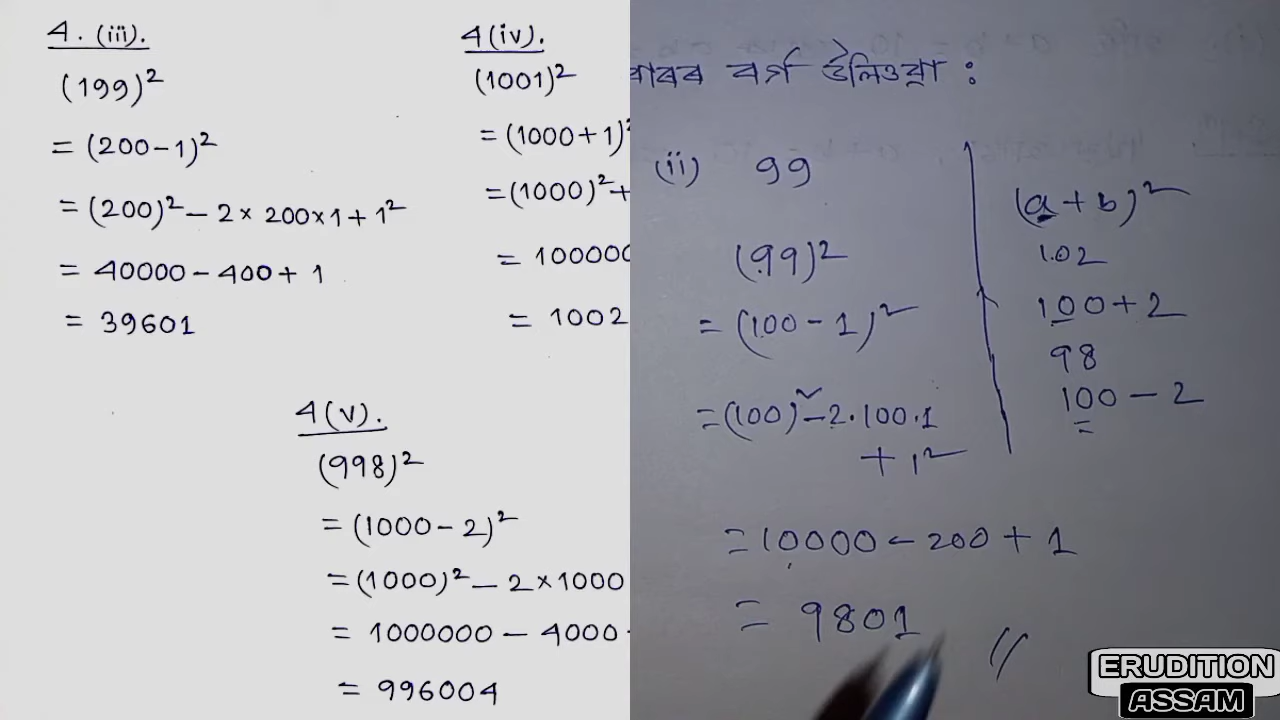 4. (iii).
(199)²
= (200-1)²
= (200)² - 2 × 200 × 1 + 1²
= 40000 - 400 + 1
= 39601
4(iv).
(1001)²
= (1000+1)²
= (1000)² +
= 100000
= 1002
4(v).
(998)²
= (1000-2)²
= (1000)² - 2 × 1000
= 1000000 - 4000
= 996004
বৰ্গ উলিওৱা :
(ii) 99
(99)²
= (100-1)²
= (100)² - 2.100.1
+ 1²
= 10000 - 200 + 1
= 9801
(a+b)²
102
100+2
98
100-2
ERUDITION
ASSAM